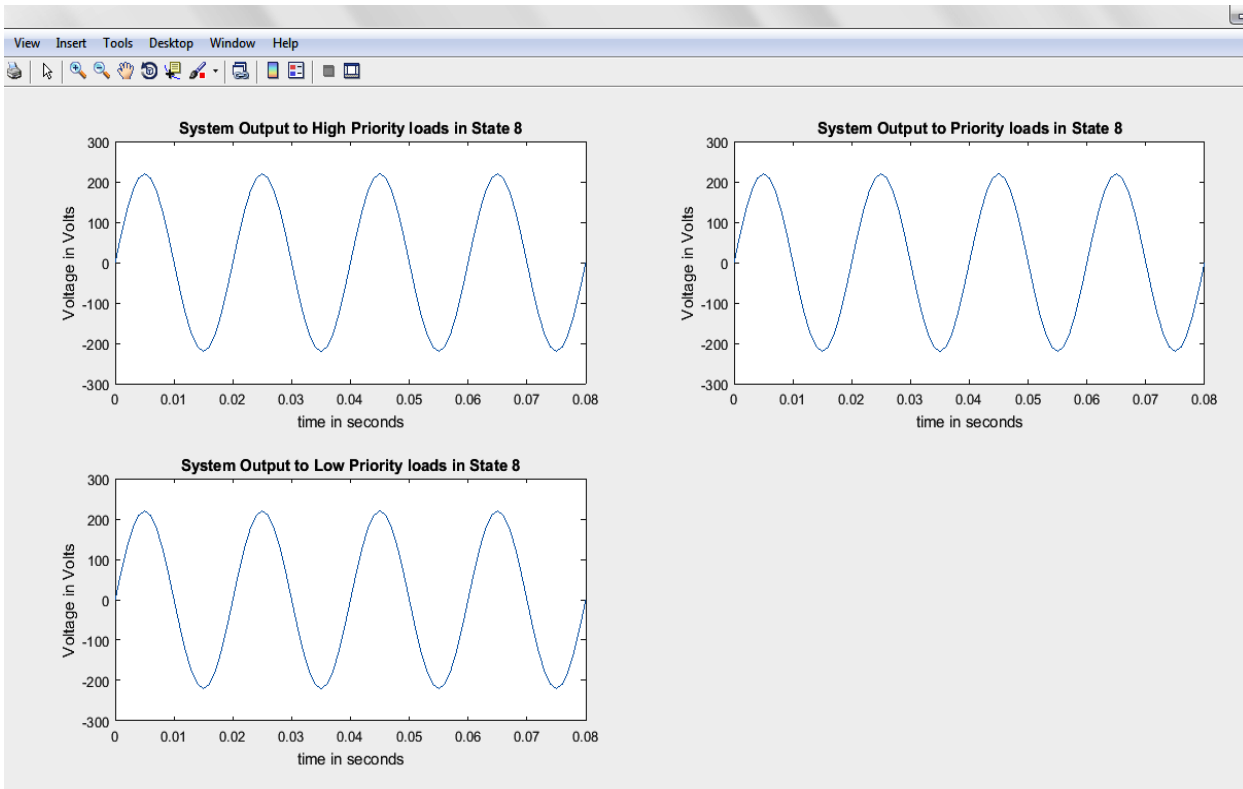 View Insert Tools Desktop Window Help
System Output to High Priority loads in State 8
300
200
100
0
-100
-200
-300
Voltage in Volts
0 0.01 0.02 0.03 0.04 0.05 0.06 0.07 0.08
time in seconds
System Output to Priority loads in State 8
300
200
100
0
-100
-200
-300
Voltage in Volts
0 0.01 0.02 0.03 0.04 0.05 0.06 0.07 0.08
time in seconds
System Output to Low Priority loads in State 8
300
200
100
0
-100
-200
-300
Voltage in Volts
0 0.01 0.02 0.03 0.04 0.05 0.06 0.07 0.08
time in seconds